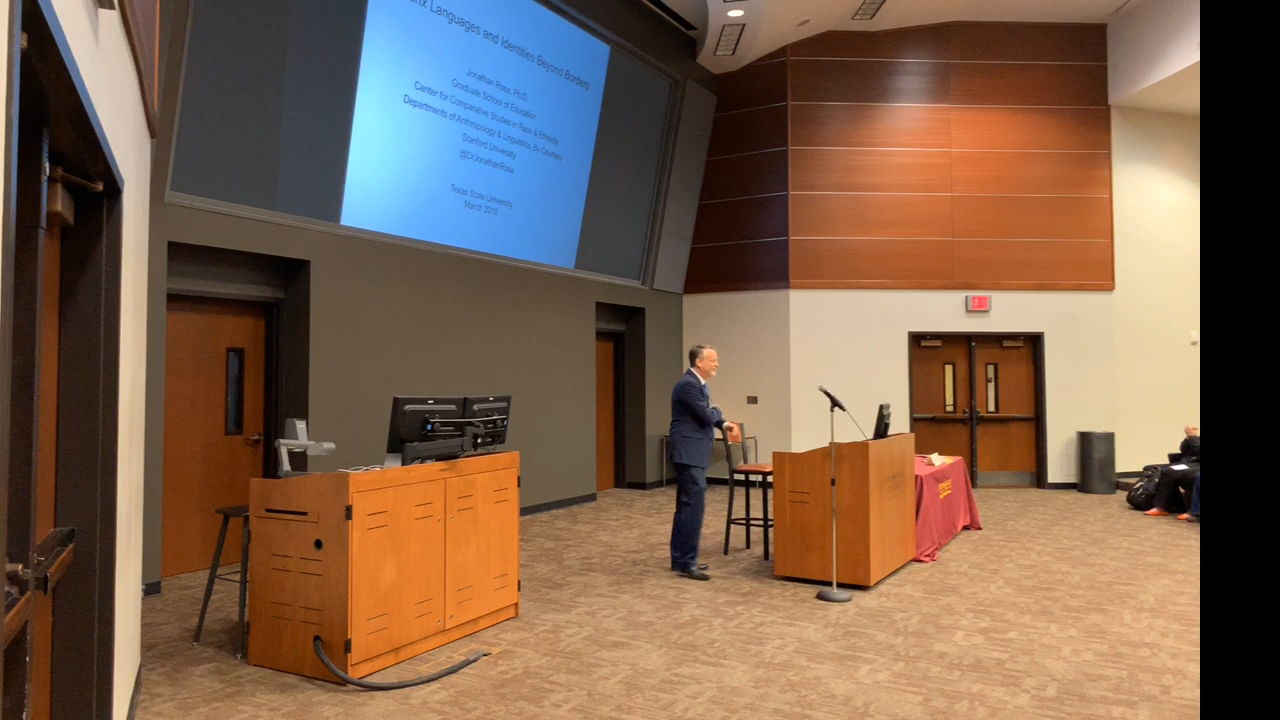 Languages and Identities Beyond Borders
Jonathan Rosa, Ph.D.
Graduate School of Education
Center for Comparative Studies in Race & Ethnicity
Departments of Anthropology & Linguistics, By Courtesy
Stanford University
@DrJonathanRosa
Texas State University
March 2019